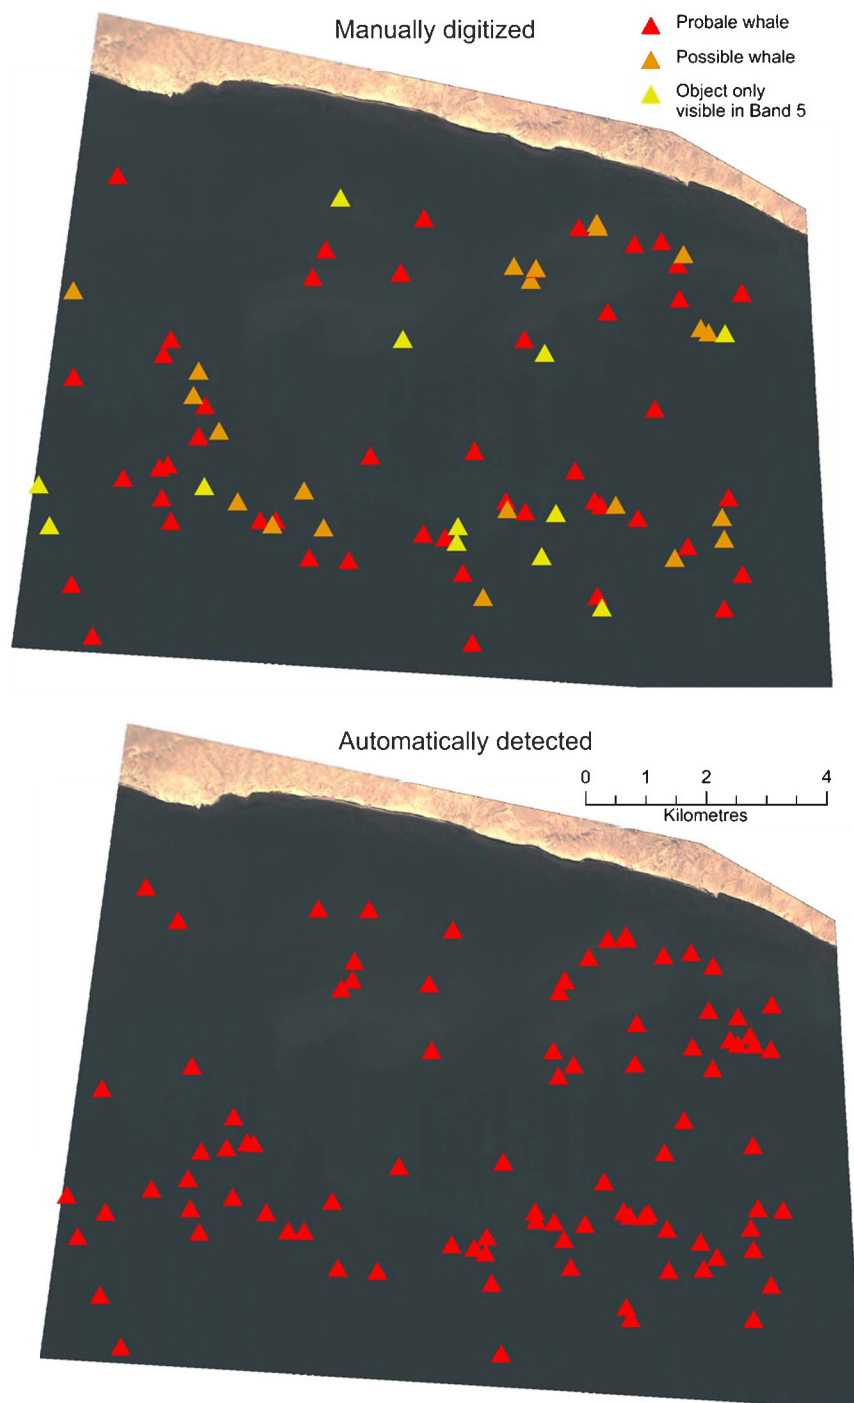 Manually digitized
Probale whale
Possible whale
Object only
visible in Band 5
Automatically detected
0 1 2 4
Kilometres